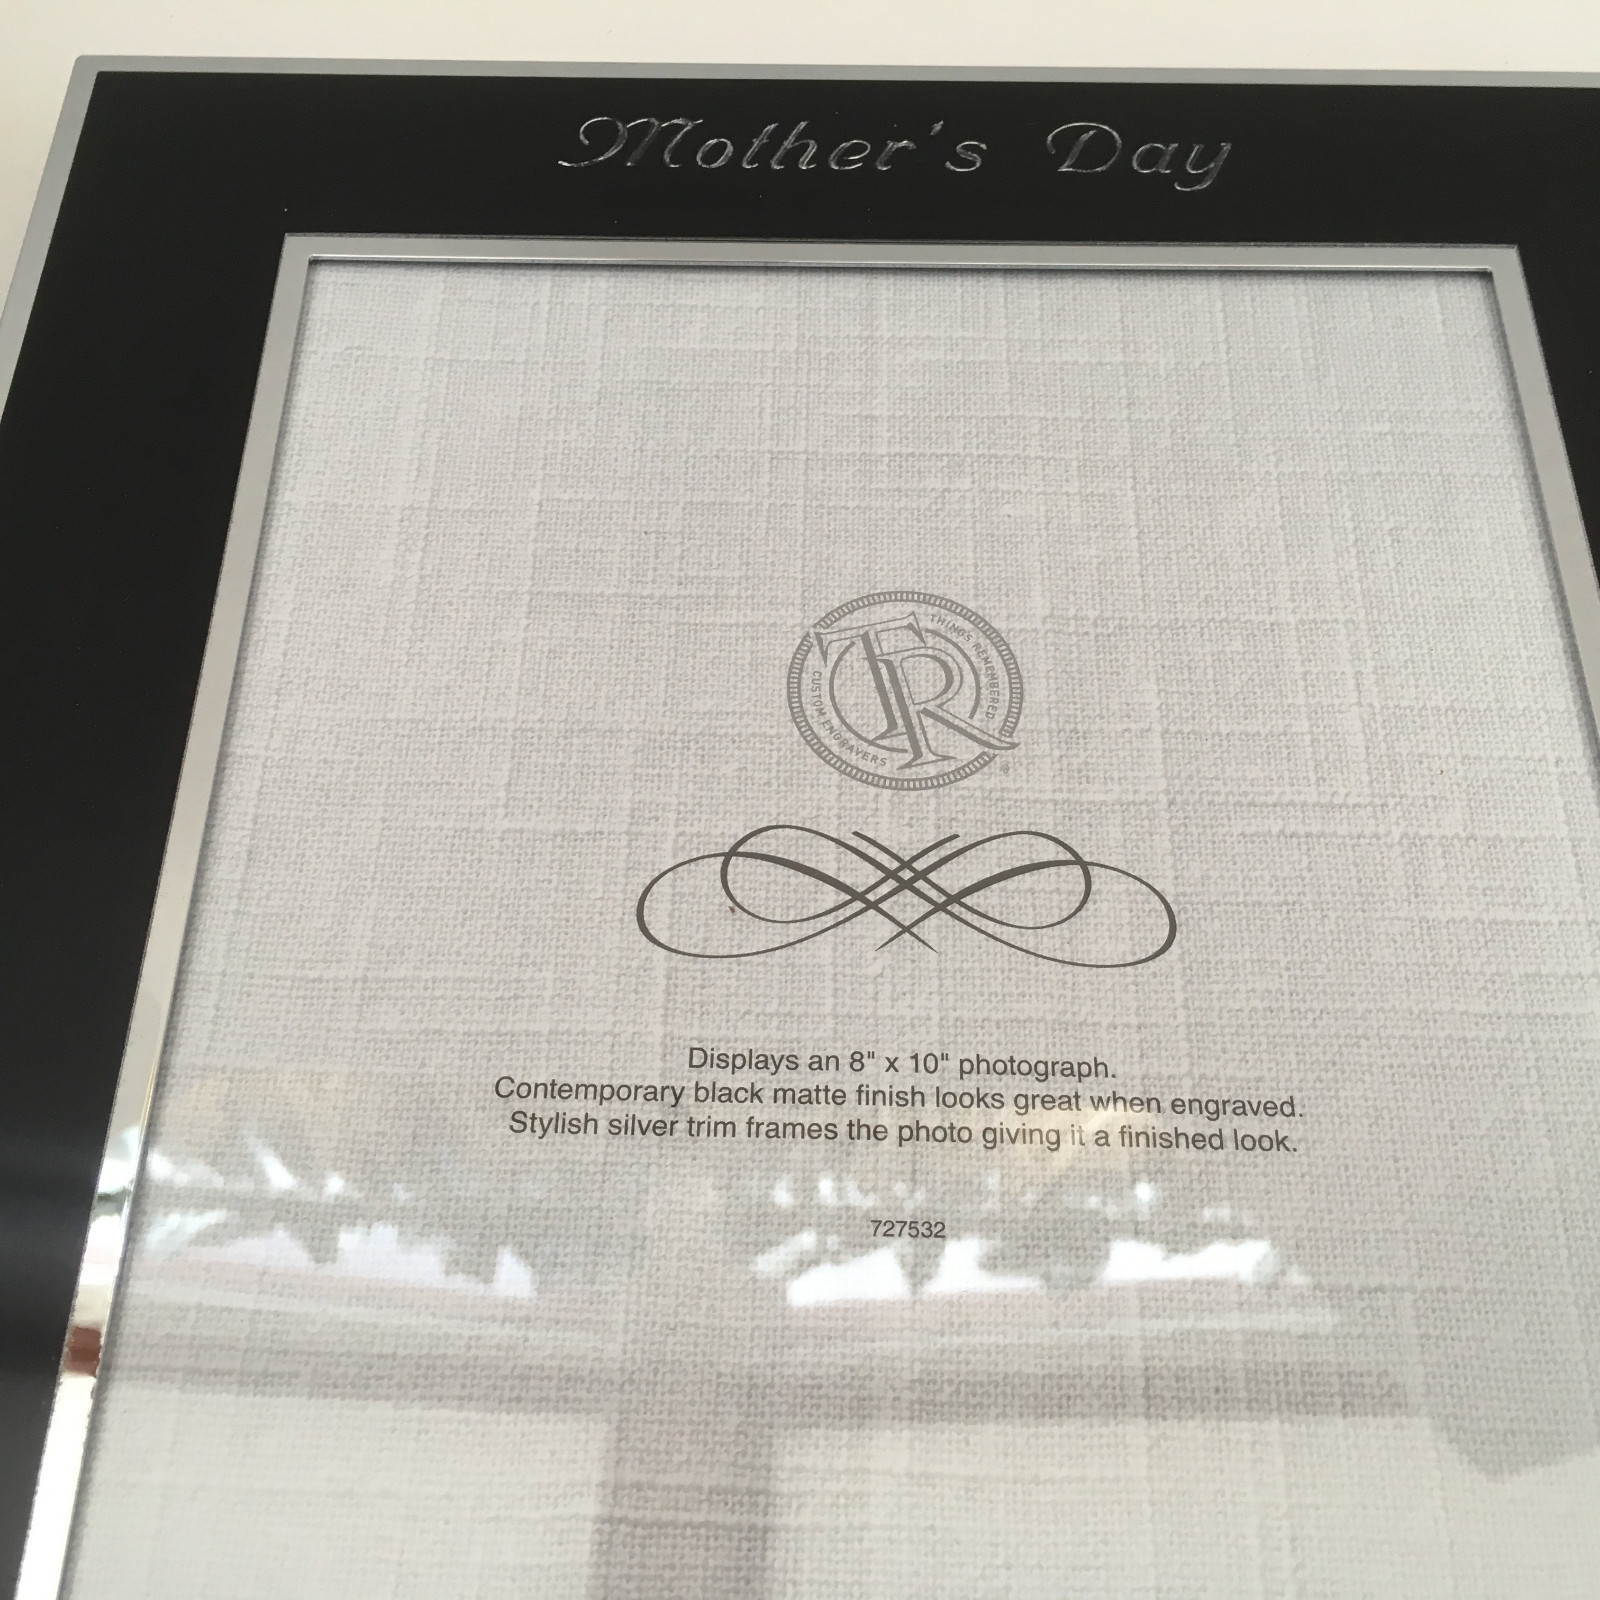 Mother's Day
TR
THINGS REMEMBERED
CUSTOM ENGRAVERS
®
Displays an 8" x 10" photograph.
Contemporary black matte finish looks great when engraved.
Stylish silver trim frames the photo giving it a finished look.
727532